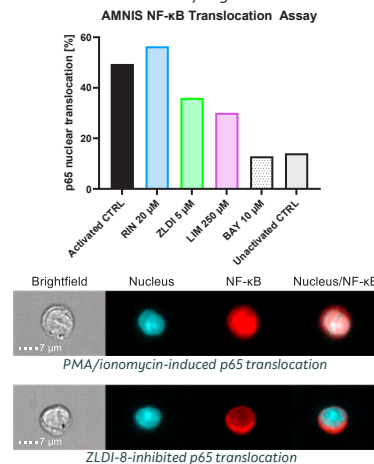 AMNIS NF-κB Translocation Assay
p65 nuclear translocation [%]
60
40
20
0
Activated CTRL
RIN 20 µM
ZLDI 5 µM
LIM 250 µM
BAY 10 µM
Unactivated CTRL
Brightfield Nucleus NF-κB Nucleus/NF-κB
7 µm
PMA/ionomycin-induced p65 translocation
7 µm
ZLDI-8-inhibited p65 translocation